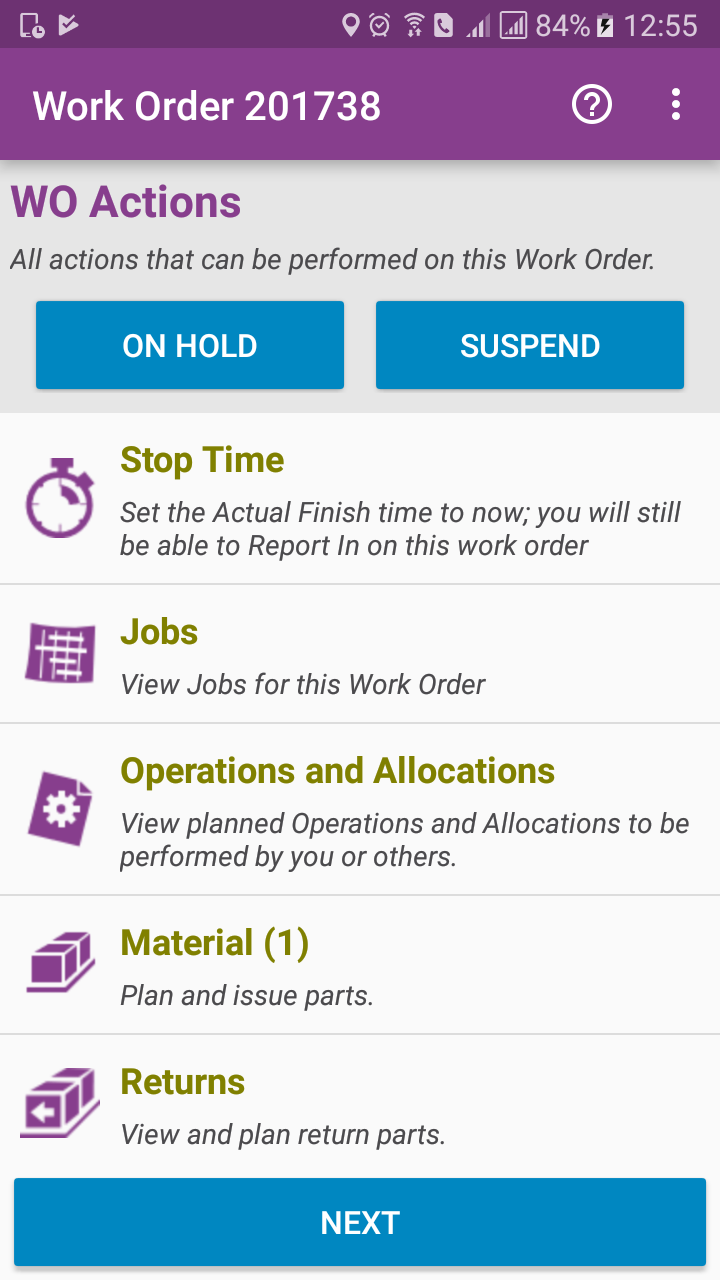 84% 12:55
Work Order 201738
WO Actions
All actions that can be performed on this Work Order.
ON HOLD SUSPEND
Stop Time
Set the Actual Finish time to now; you will still
be able to Report In on this work order
Jobs
View Jobs for this Work Order
Operations and Allocations
View planned Operations and Allocations to be
performed by you or others.
Material (1)
Plan and issue parts.
Returns
View and plan return parts.
NEXT